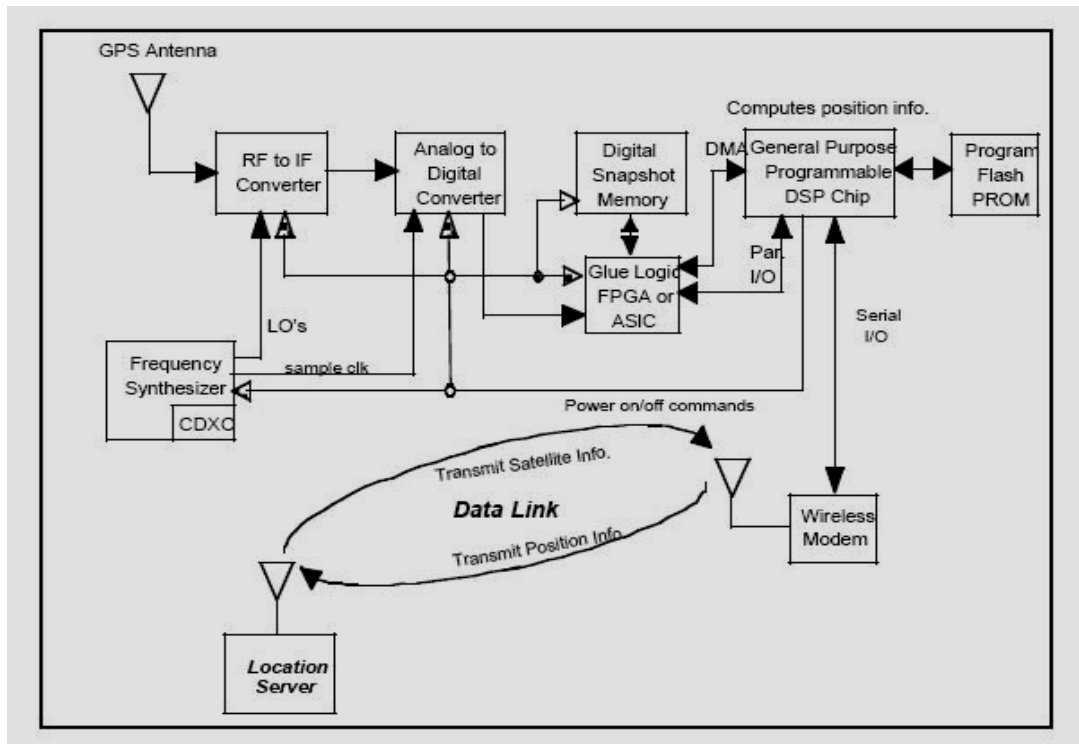 GPS Antenna
Computes position info.
RF to IF
Converter
Analog to
Digital
Converter
Digital
Snapshot
Memory
DMA
General Purpose
Programmable
DSP Chip
Program
Flash
PROM
Glue Logic
FPGA or
ASIC
Par.
I/O
Serial
I/O
LO's
sample clk
Frequency
Synthesizer
CDXO
Power on/off commands
Transmit Satellite Info.
Data Link
Transmit Position Info.
Wireless
Modem
Location
Server